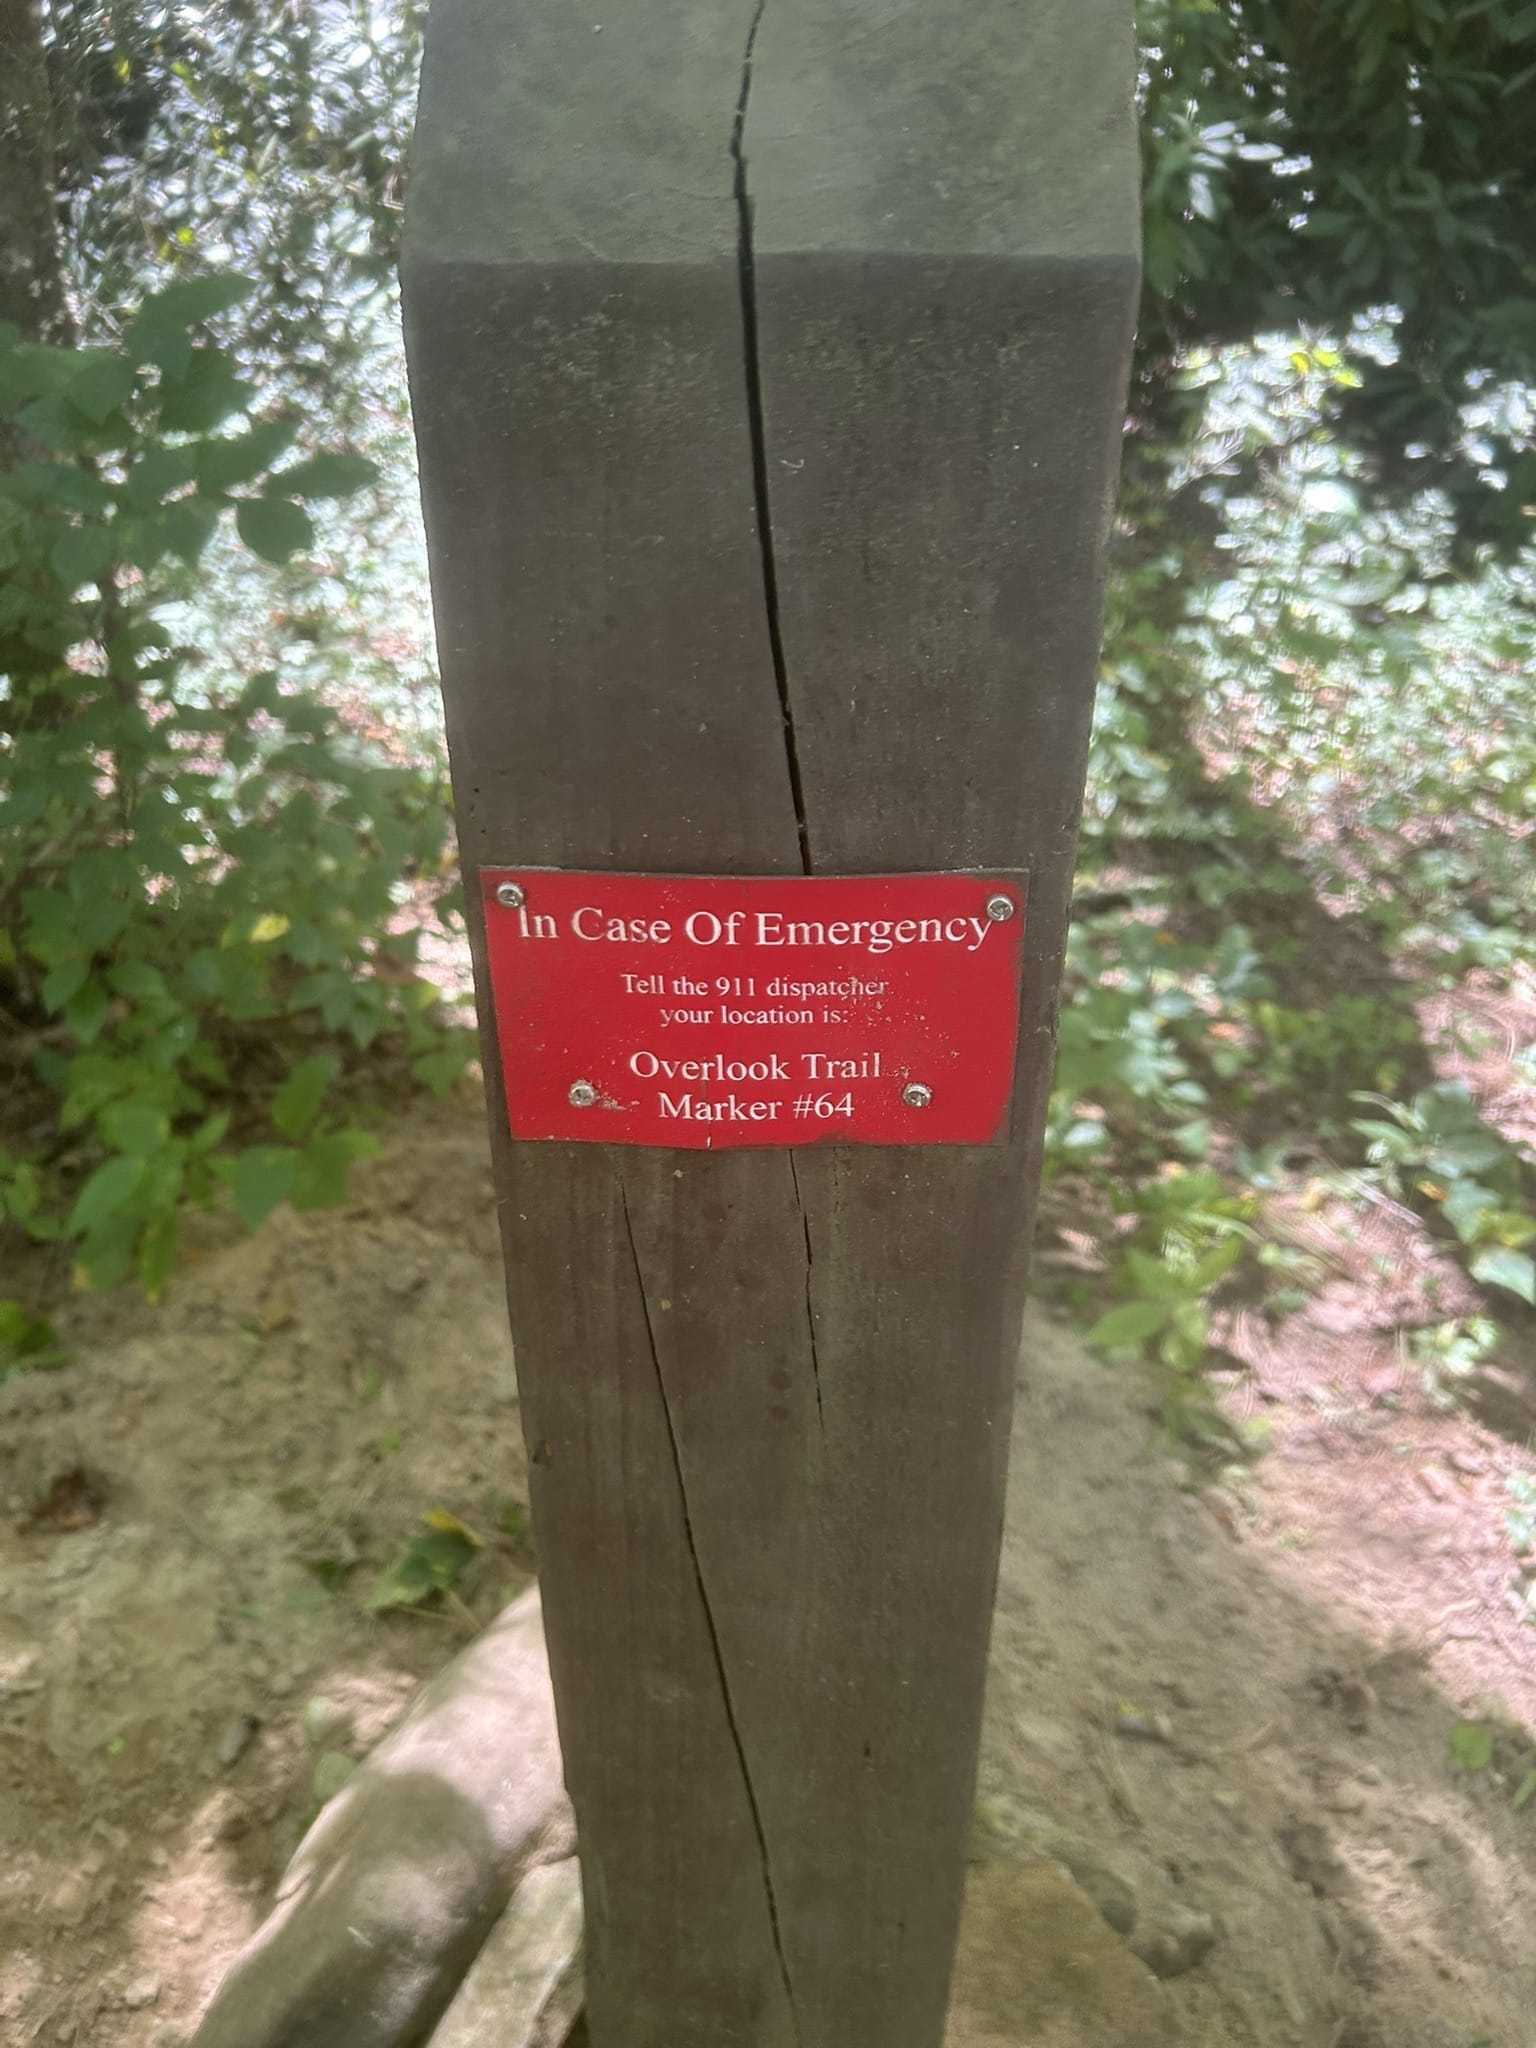 In Case Of Emergency
Tell the 911 dispatcher
your location is:
Overlook Trail
Marker #64